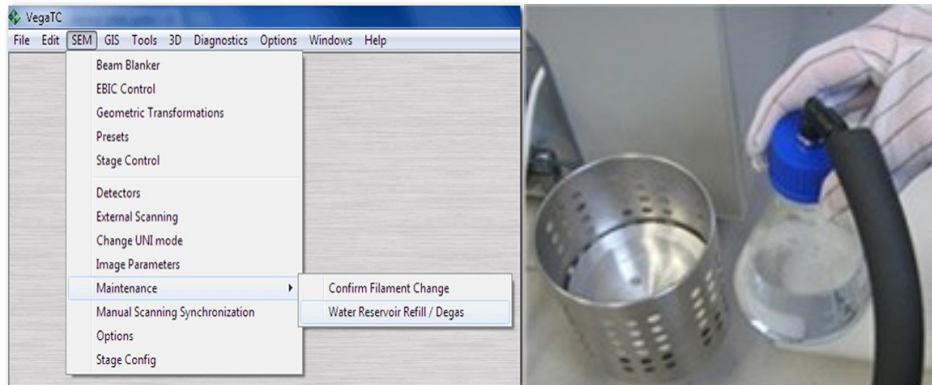 VegaTC
File Edit SEM GIS Tools 3D Diagnostics Options Windows Help
Beam Blanker
EBIC Control
Geometric Transformations
Presets
Stage Control
Detectors
External Scanning
Change UNI mode
Image Parameters
Maintenance
Confirm Filament Change
Manual Scanning Synchronization
Water Reservoir Refill / Degas
Options
Stage Config